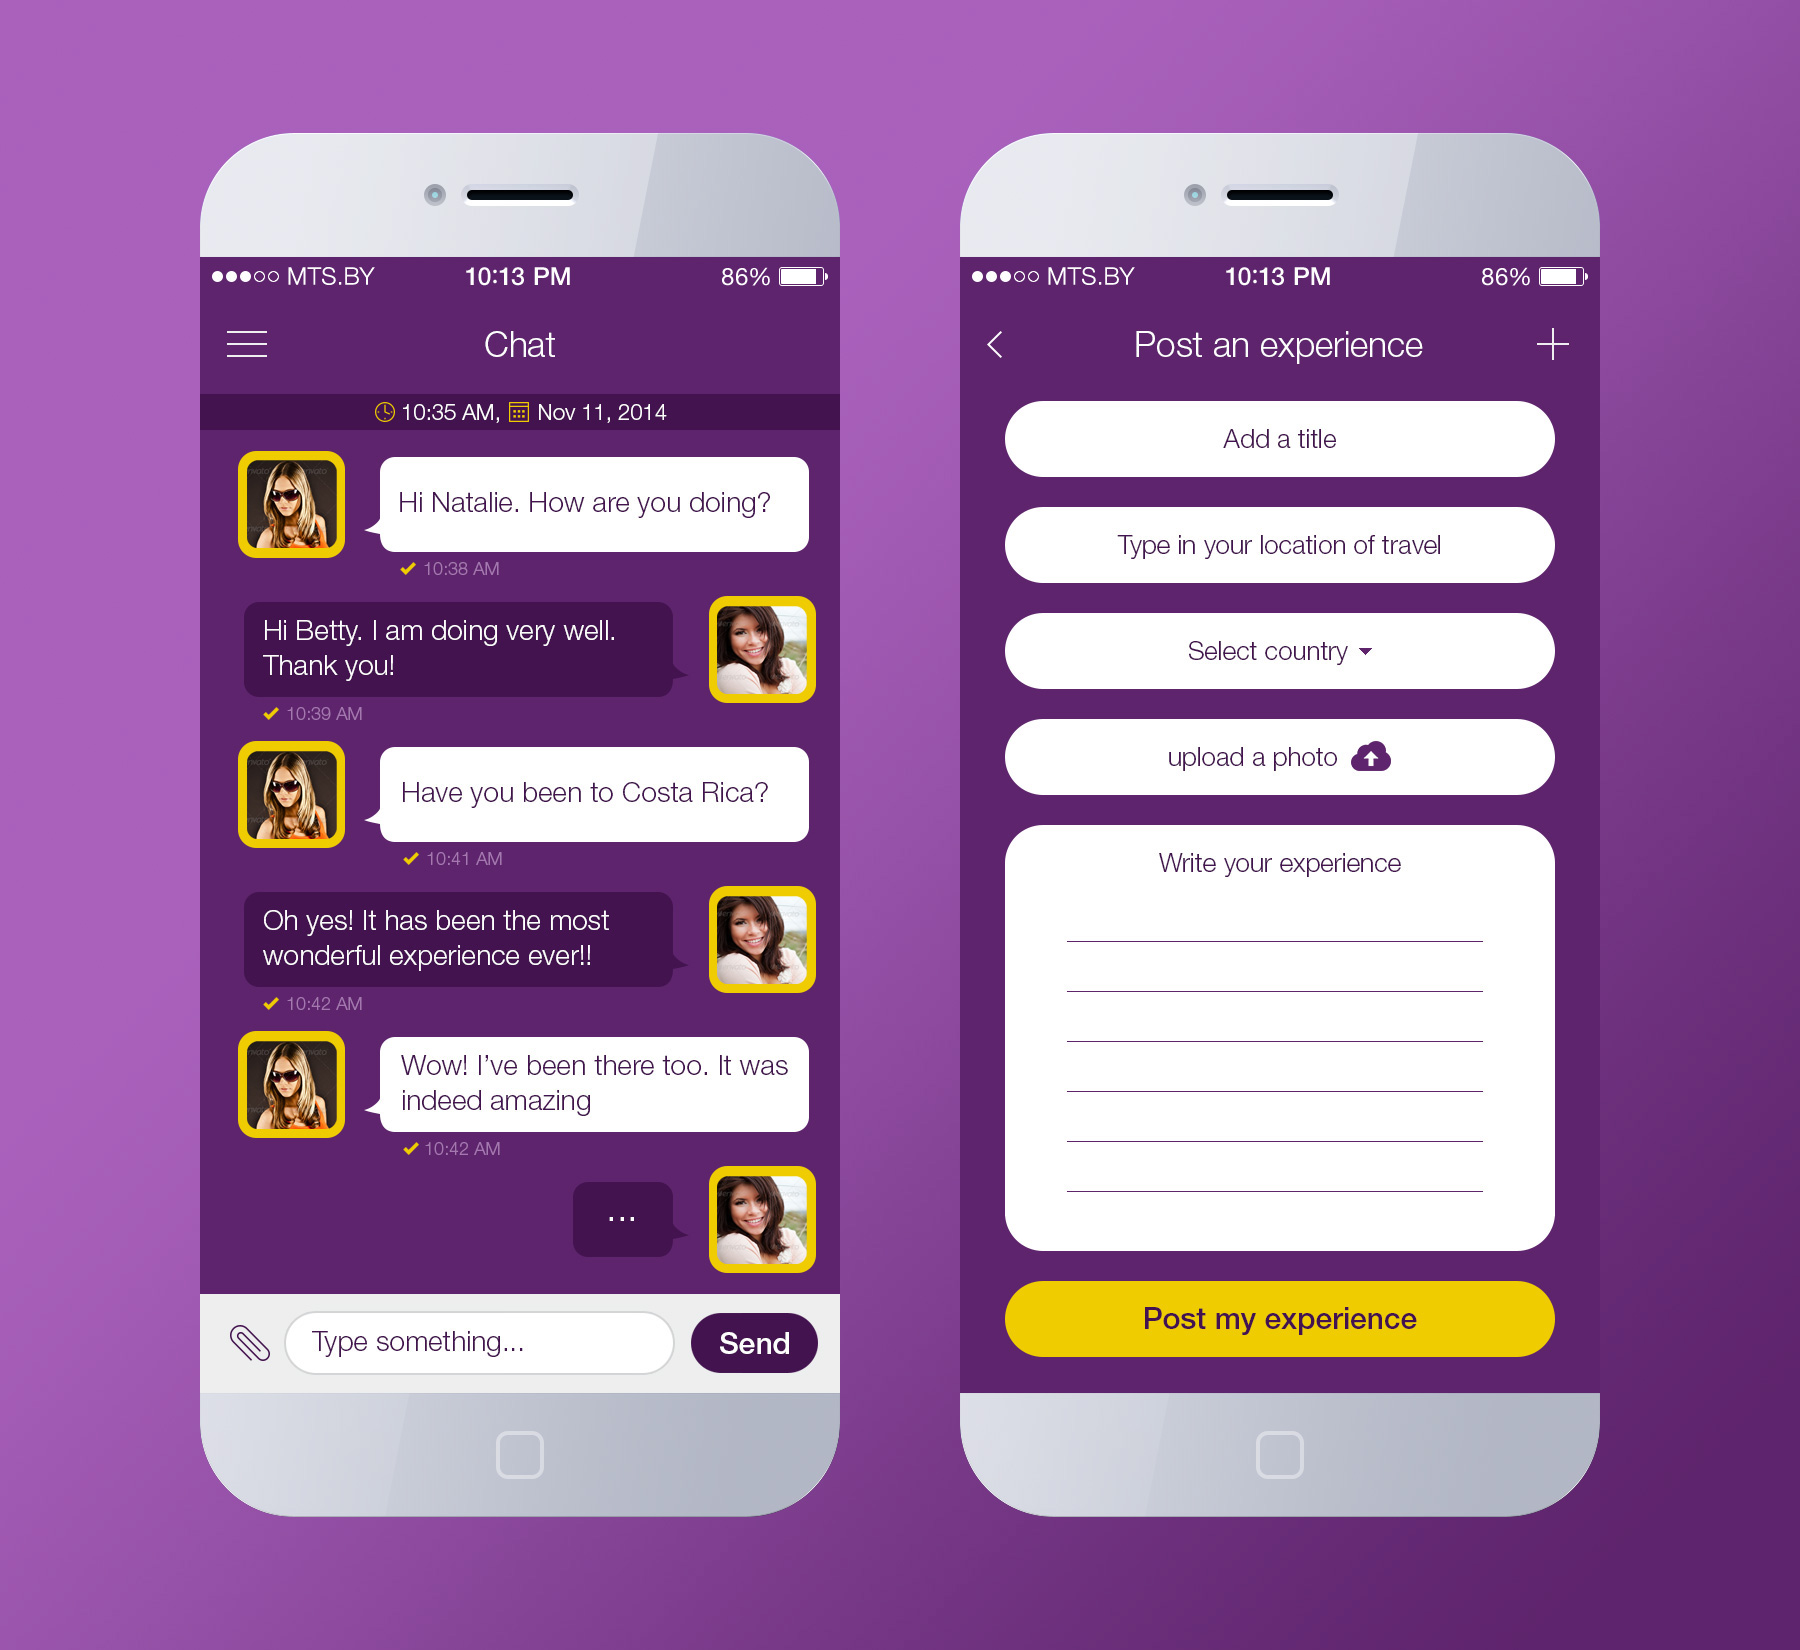 MTS.BY 10:13 PM 86%
Chat
10:35 AM, Nov 11, 2014
Hi Natalie. How are you doing?
10:38 AM
Hi Betty. I am doing very well.
Thank you!
10:39 AM
Have you been to Costa Rica?
10:41 AM
Oh yes! It has been the most
wonderful experience ever!!
10:42 AM
Wow! I’ve been there too. It was
indeed amazing
10:42 AM
...
Type something...
Send
MTS.BY 10:13 PM 86%
Post an experience
Add a title
Type in your location of travel
Select country
upload a photo
Write your experience
Post my experience